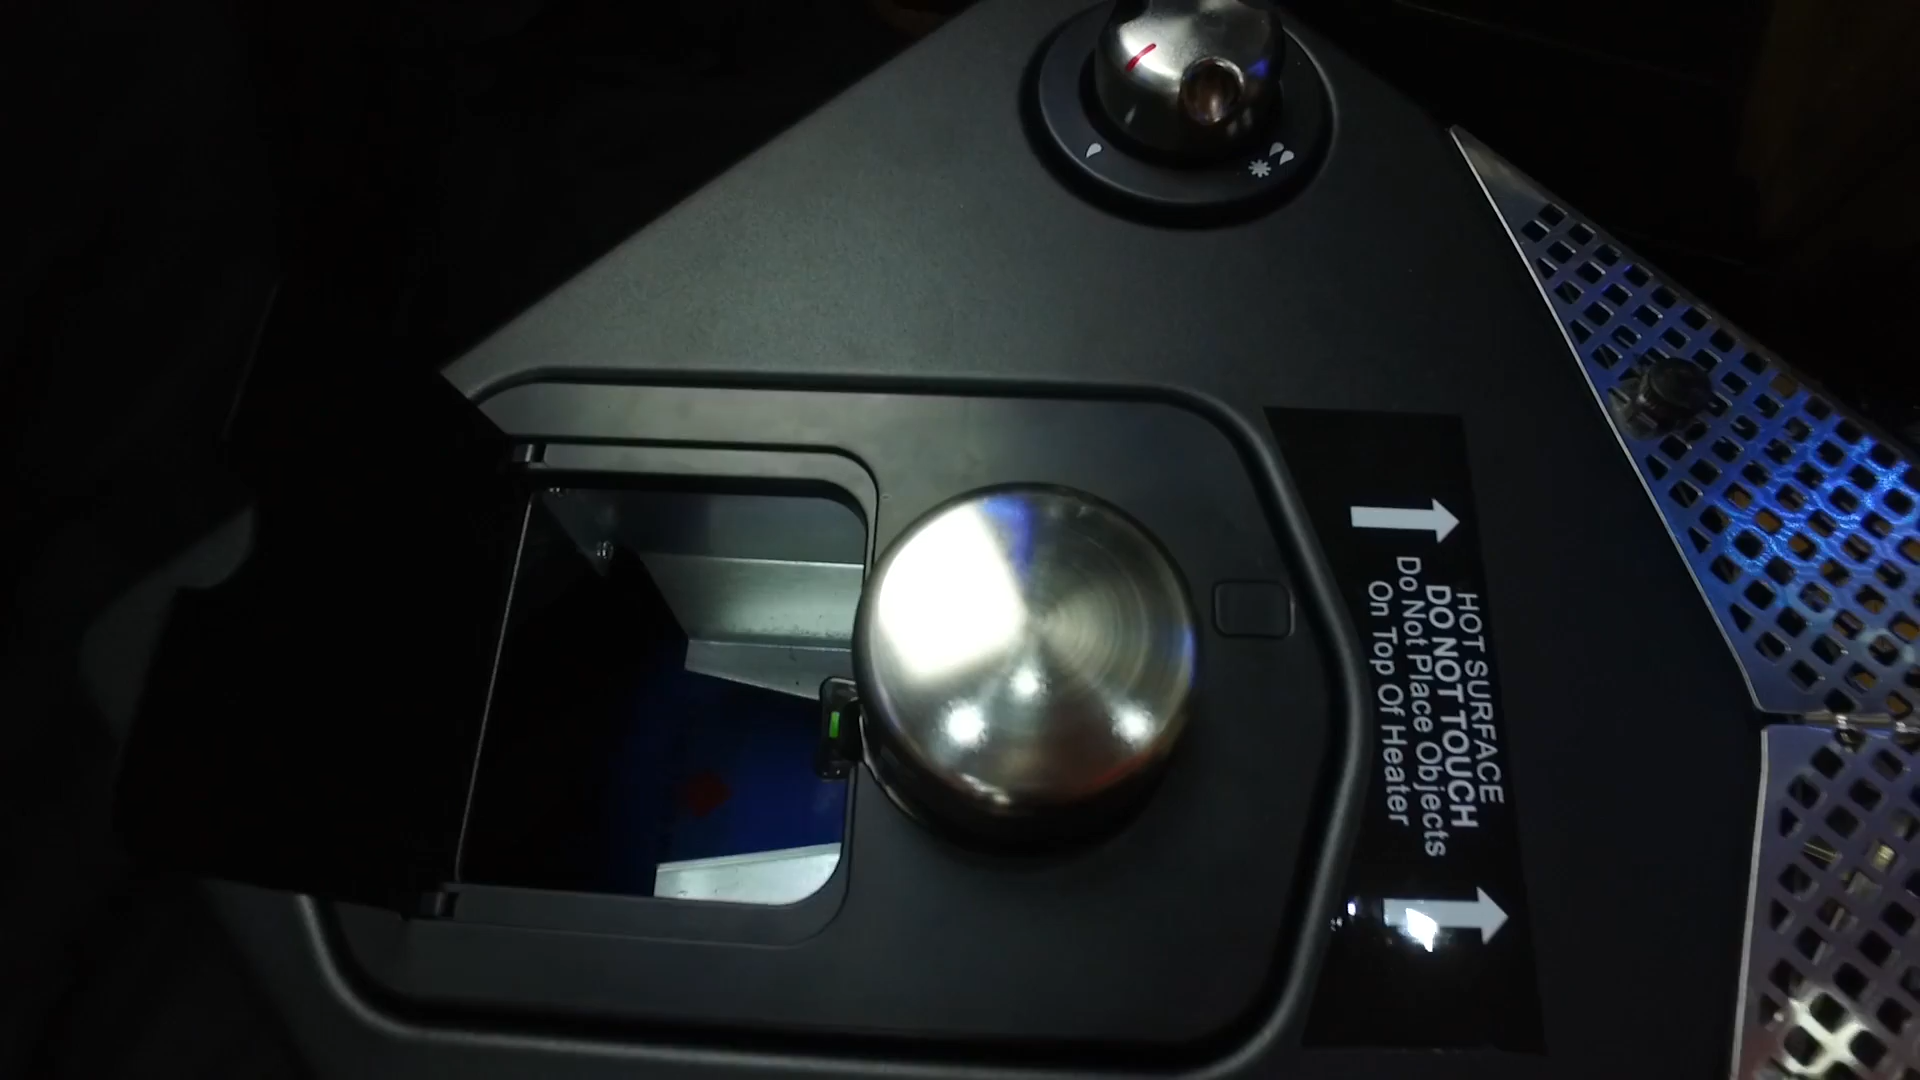 HOT SURFACE
DO NOT TOUCH
Do Not Place Objects
On Top Of Heater